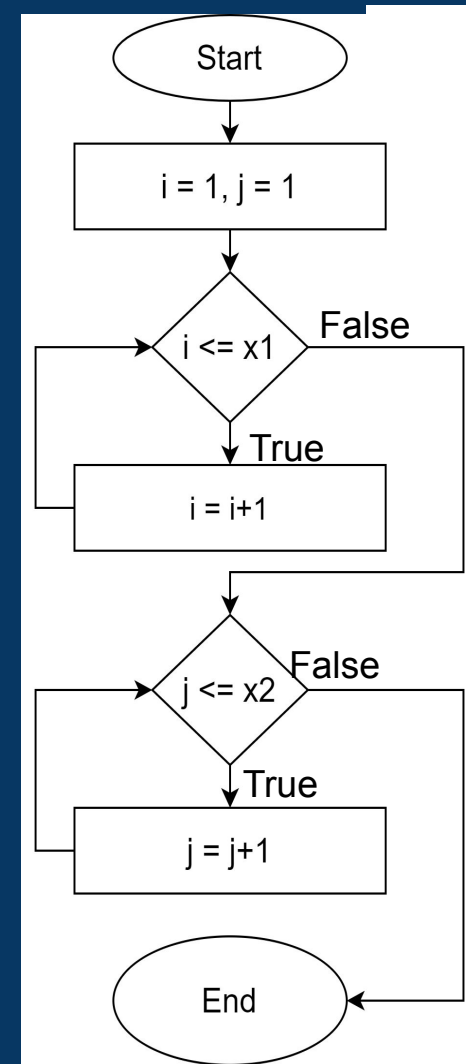 Start
i = 1, j = 1
i <= x1
False
True
i = i+1
j <= x2
False
True
j = j+1
End